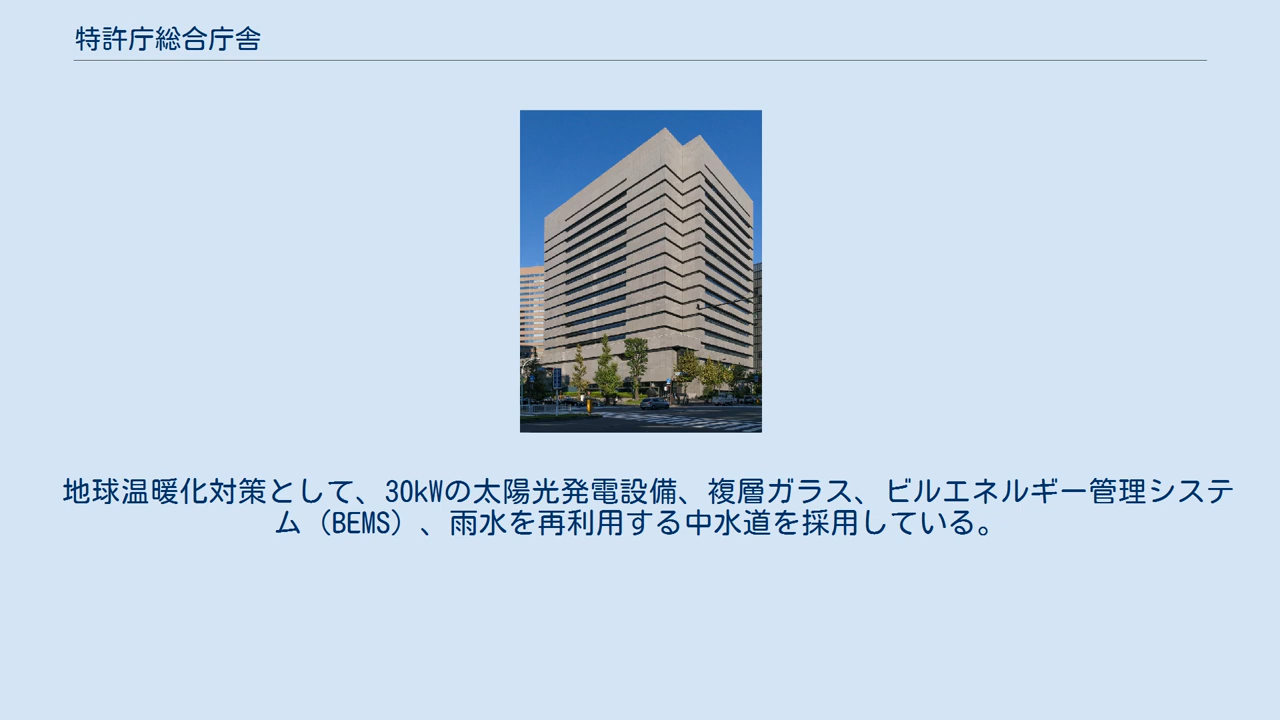 特許庁総合庁舎
地球温暖化対策として、30kWの太陽光発電設備、複層ガラス、ビルエネルギー管理システ
ム（BEMS）、雨水を再利用する中水道を採用している。